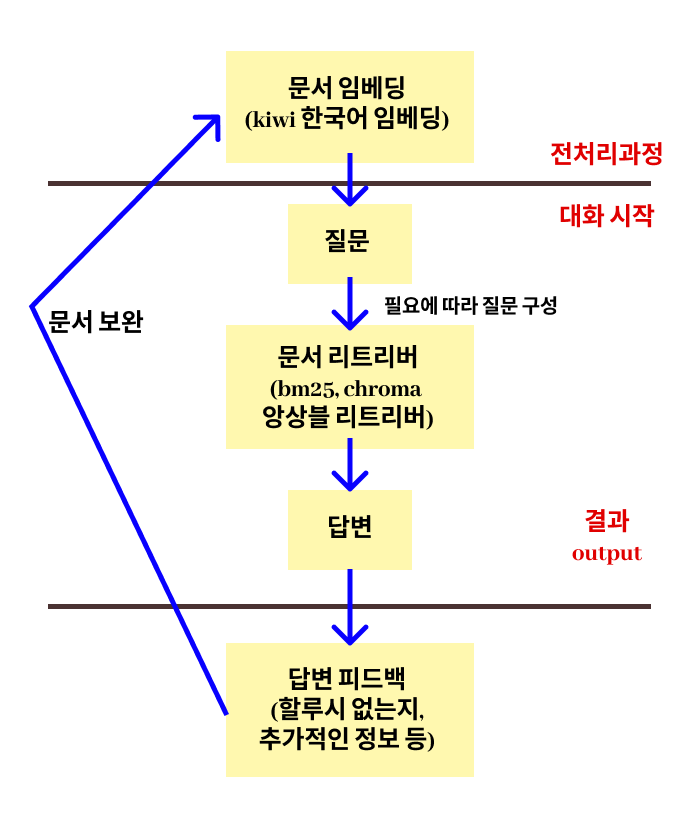 문서 임베딩
(kiwi 한국어 임베딩)
전처리과정
대화 시작
질문
필요에 따라 질문 구성
문서 보완
문서 리트리버
(bm25, chroma
앙상블 리트리버)
답변
결과
output
답변 피드백
(할루시 없는지,
추가적인 정보 등)